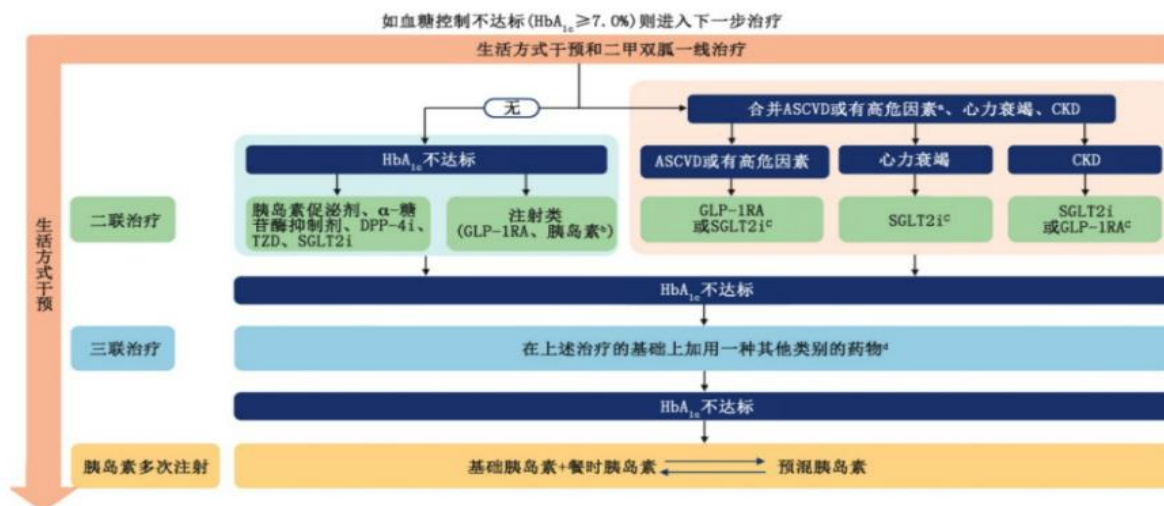 如血糖控制不达标(HbA1c≥7.0%)则进入下一步治疗
生活方式干预和二甲双胍一线治疗
无
合并ASCVD或有高危因素a、心力衰竭、CKD
HbA1c不达标
ASCVD或有高危因素
心力衰竭
CKD
生活方式干预
二联治疗
胰岛素促泌剂、α-糖
苷酶抑制剂、DPP-4i、
TZD、SGLT2i
注射类
(GLP-1RA、胰岛素b)
GLP-1RA
或SGLT2iC
SGLT2iC
SGLT2i
或GLP-1RAC
HbA1c不达标
三联治疗
在上述治疗的基础上加用一种其他类别的药物d
HbA1c不达标
胰岛素多次注射
基础胰岛素+餐时胰岛素
预混胰岛素